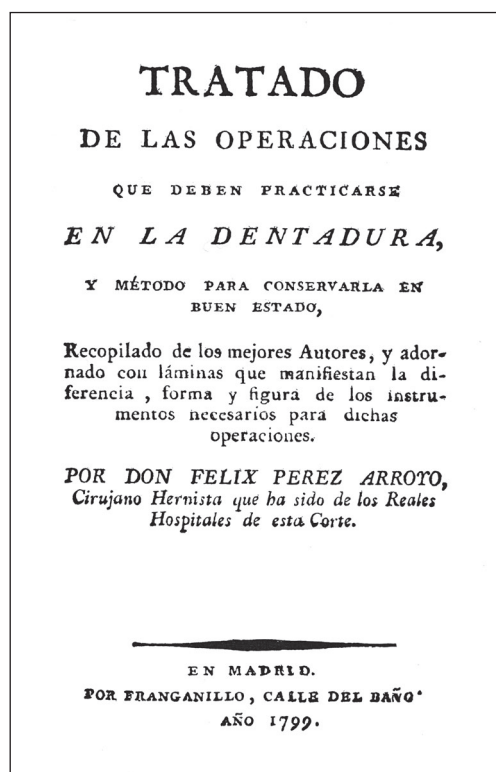 TRATADO
DE LAS OPERACIONES
QUE DEBEN PRACTICARSE
EN LA DENTADURA,
Y MÉTODO PARA CONSERVARLA EN
BUEN ESTADO,
Recopilado de los mejores Autores, y ador-
nado con láminas que manifiestan la di-
ferencia, forma y figura de los instru-
mentos necesarios para dichas
operaciones.
POR DON FELIX PEREZ ARROYO,
Cirujano Hernista que ha sido de los Reales
Hospitales de esta Corte.
EN MADRID.
POR FRANGANILLO, CALLE DEL BAÑO
AÑO 1799.